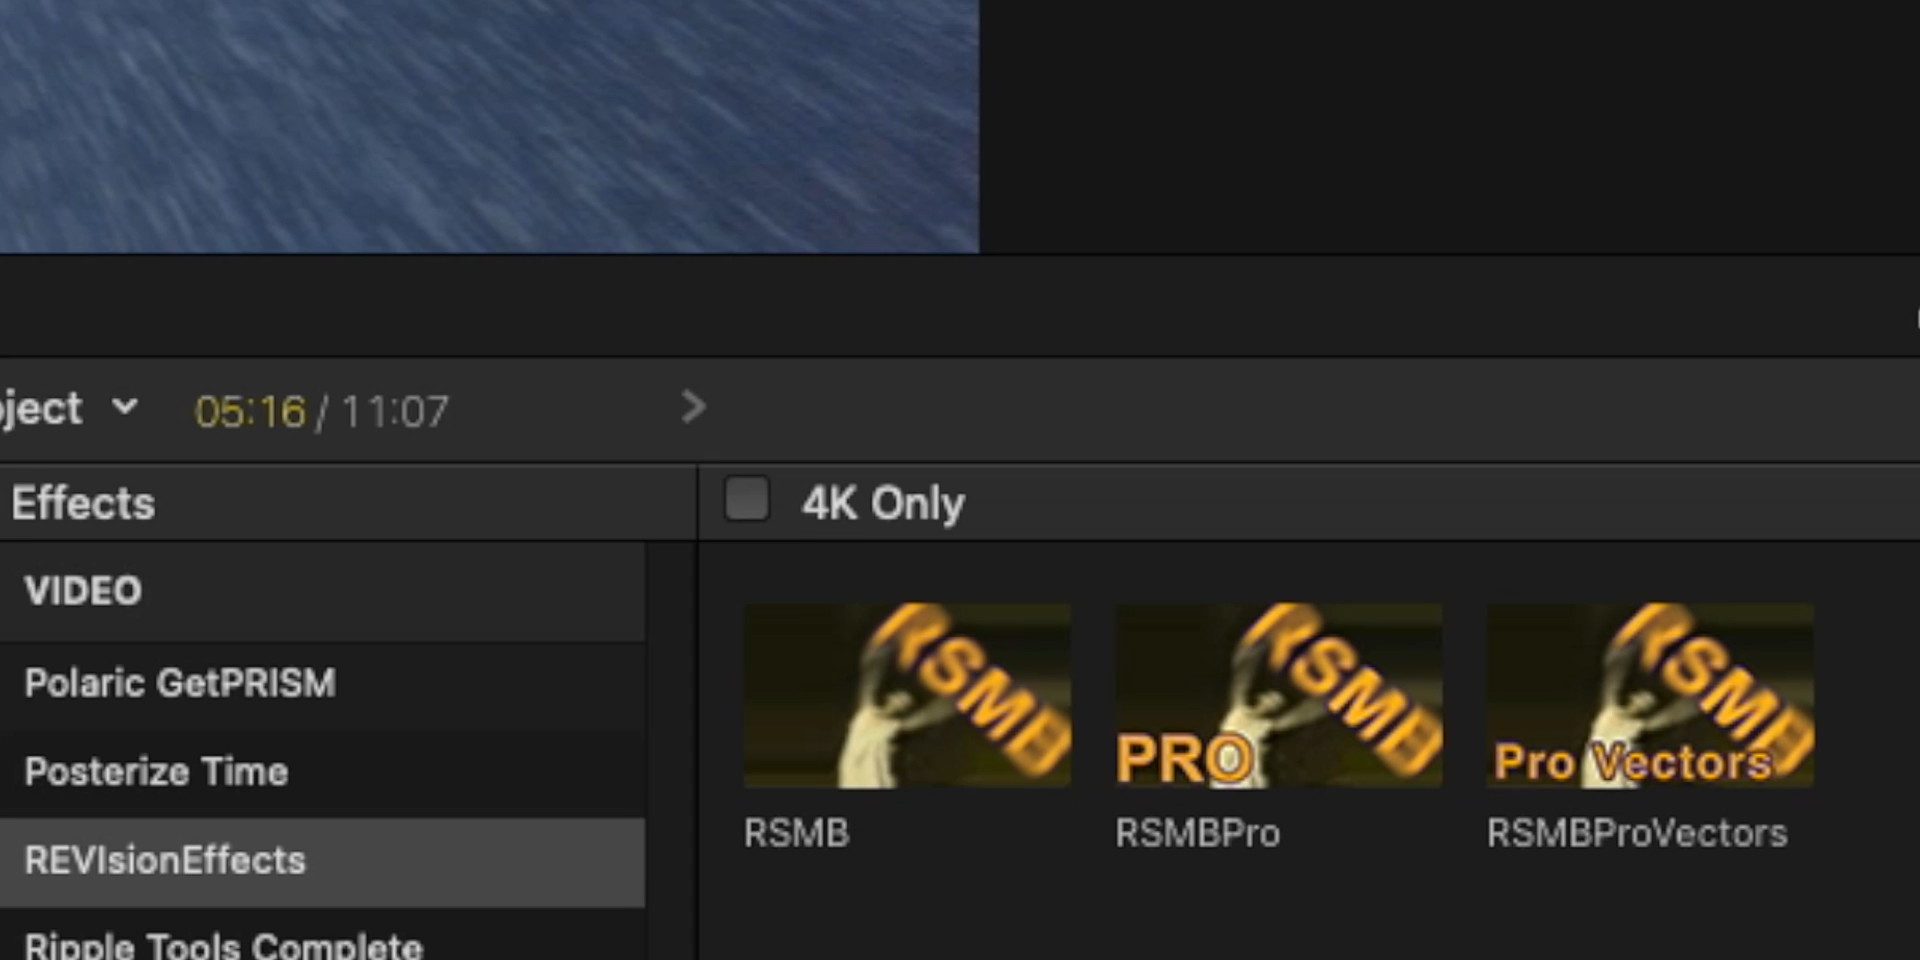 ject
05:16 / 11:07
Effects
4K Only
VIDEO
Polaric GetPRISM
Posterize Time
REVIsionEffects
Ripple Tools Complete
RSMB
RSMB
PRO
RSMB
Pro Vectors
RSMB
RSMBPro
RSMBProVectors